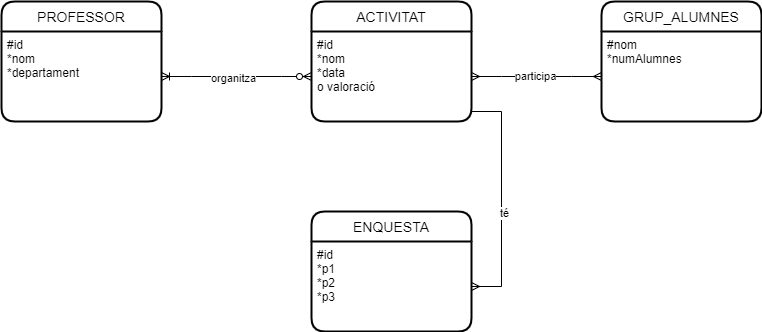 PROFESSOR
#id
*nom
*departament
organitza
ACTIVITAT
#id
*nom
*data
o valoració
participa
GRUP_ALUMNES
#nom
*numAlumnes
té
ENQUESTA
#id
*p1
*p2
*p3